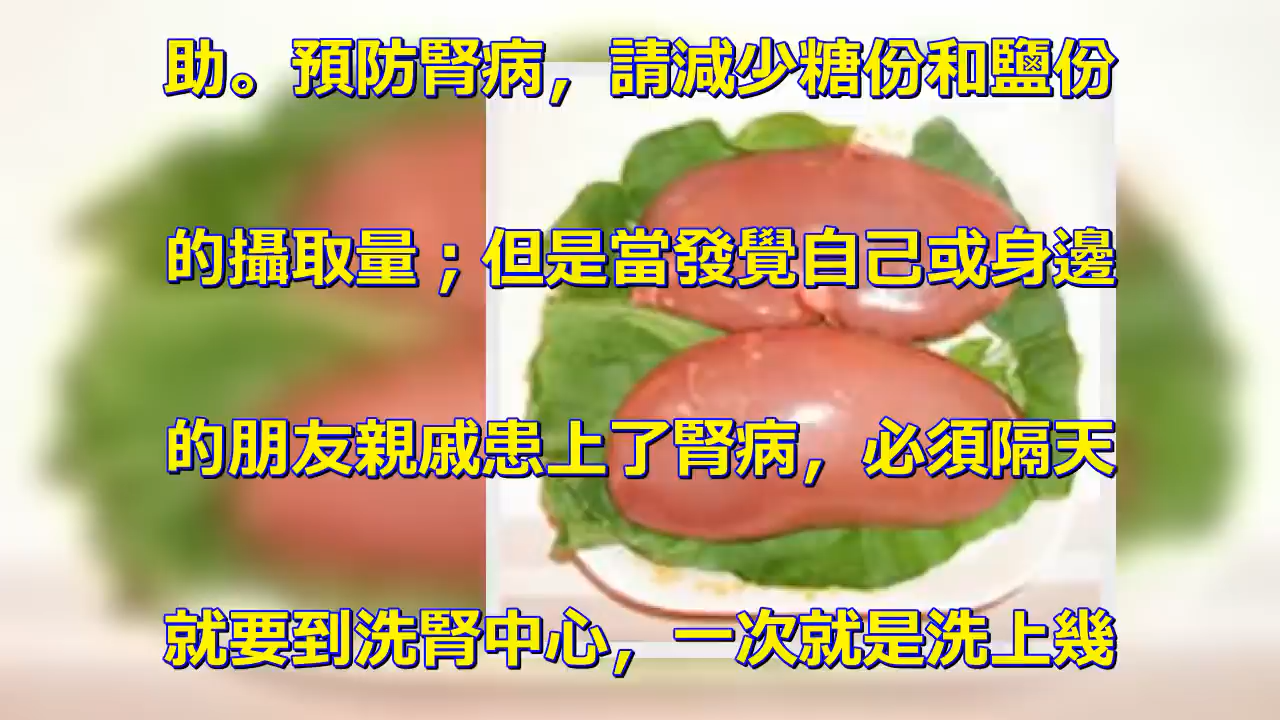 助。預防腎病，請減少糖份和鹽份
的攝取量；但是當發覺自己或身邊
的朋友親戚患上了腎病，必須隔天
就要到洗腎中心，一次就是洗上幾